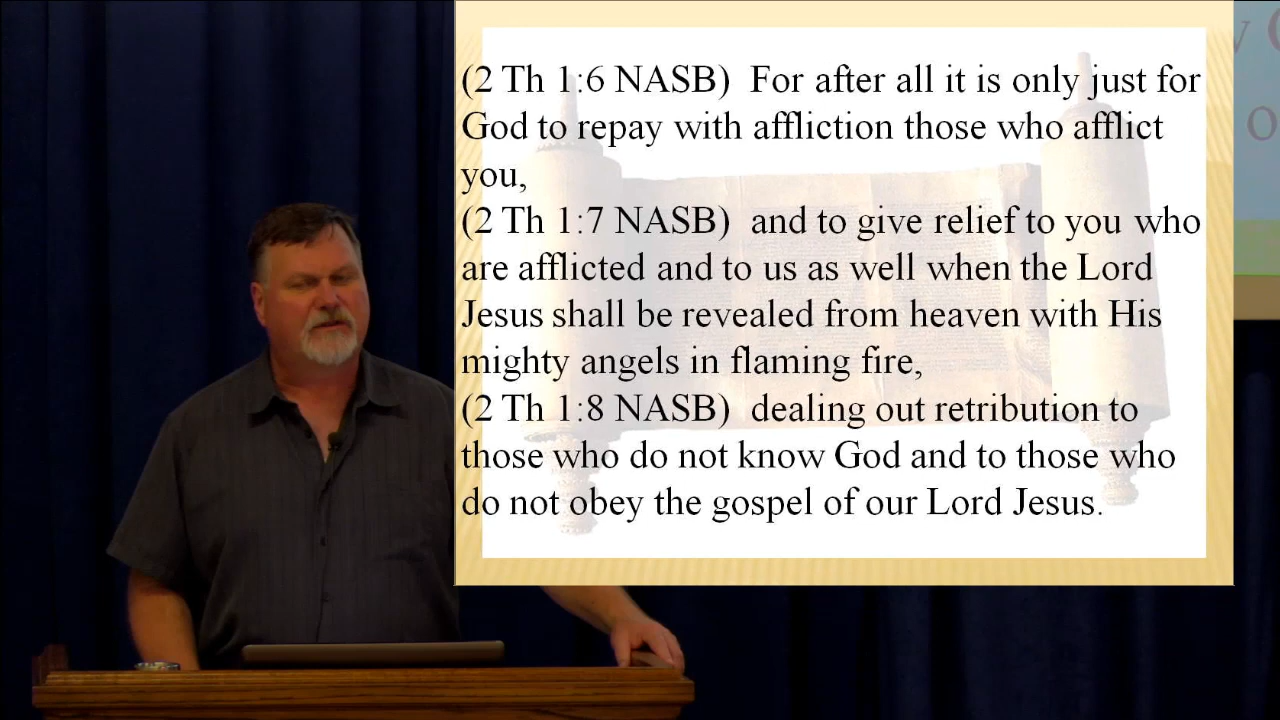 (2 Th 1:6 NASB)  For after all it is only just for
God to repay with affliction those who afflict
you,
(2 Th 1:7 NASB)  and to give relief to you who
are afflicted and to us as well when the Lord
Jesus shall be revealed from heaven with His
mighty angels in flaming fire,
(2 Th 1:8 NASB)  dealing out retribution to
those who do not know God and to those who
do not obey the gospel of our Lord Jesus.